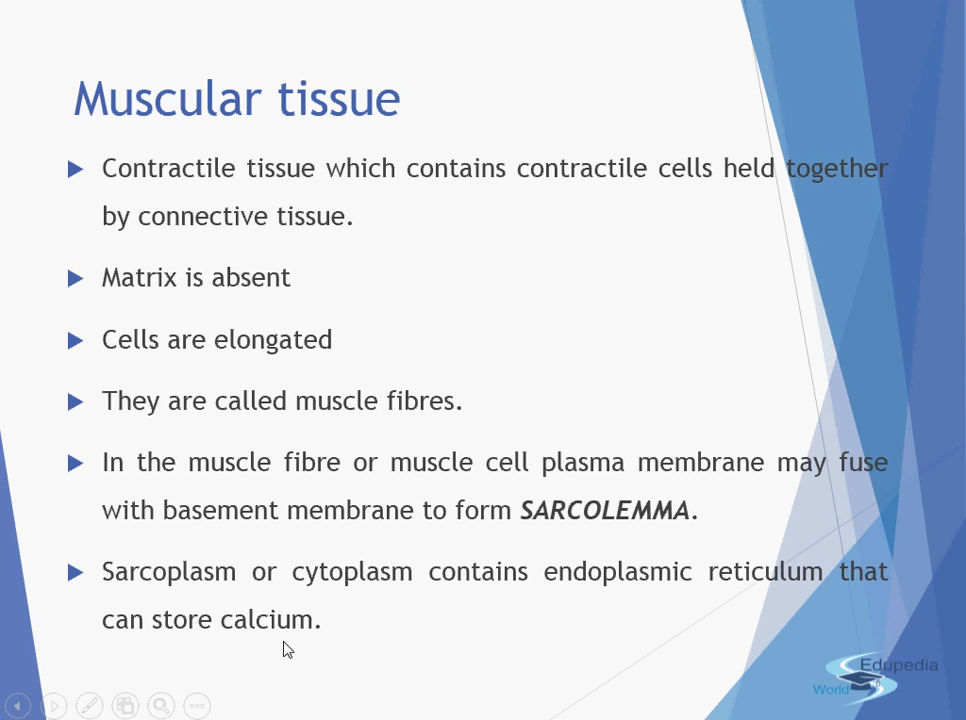 Muscular tissue
Contractile tissue which contains contractile cells held together
by connective tissue.
Matrix is absent
Cells are elongated
They are called muscle fibres.
In the muscle fibre or muscle cell plasma membrane may fuse
with basement membrane to form SARCOLEMMA.
Sarcoplasm or cytoplasm contains endoplasmic reticulum that
can store calcium.
Edupedia
World